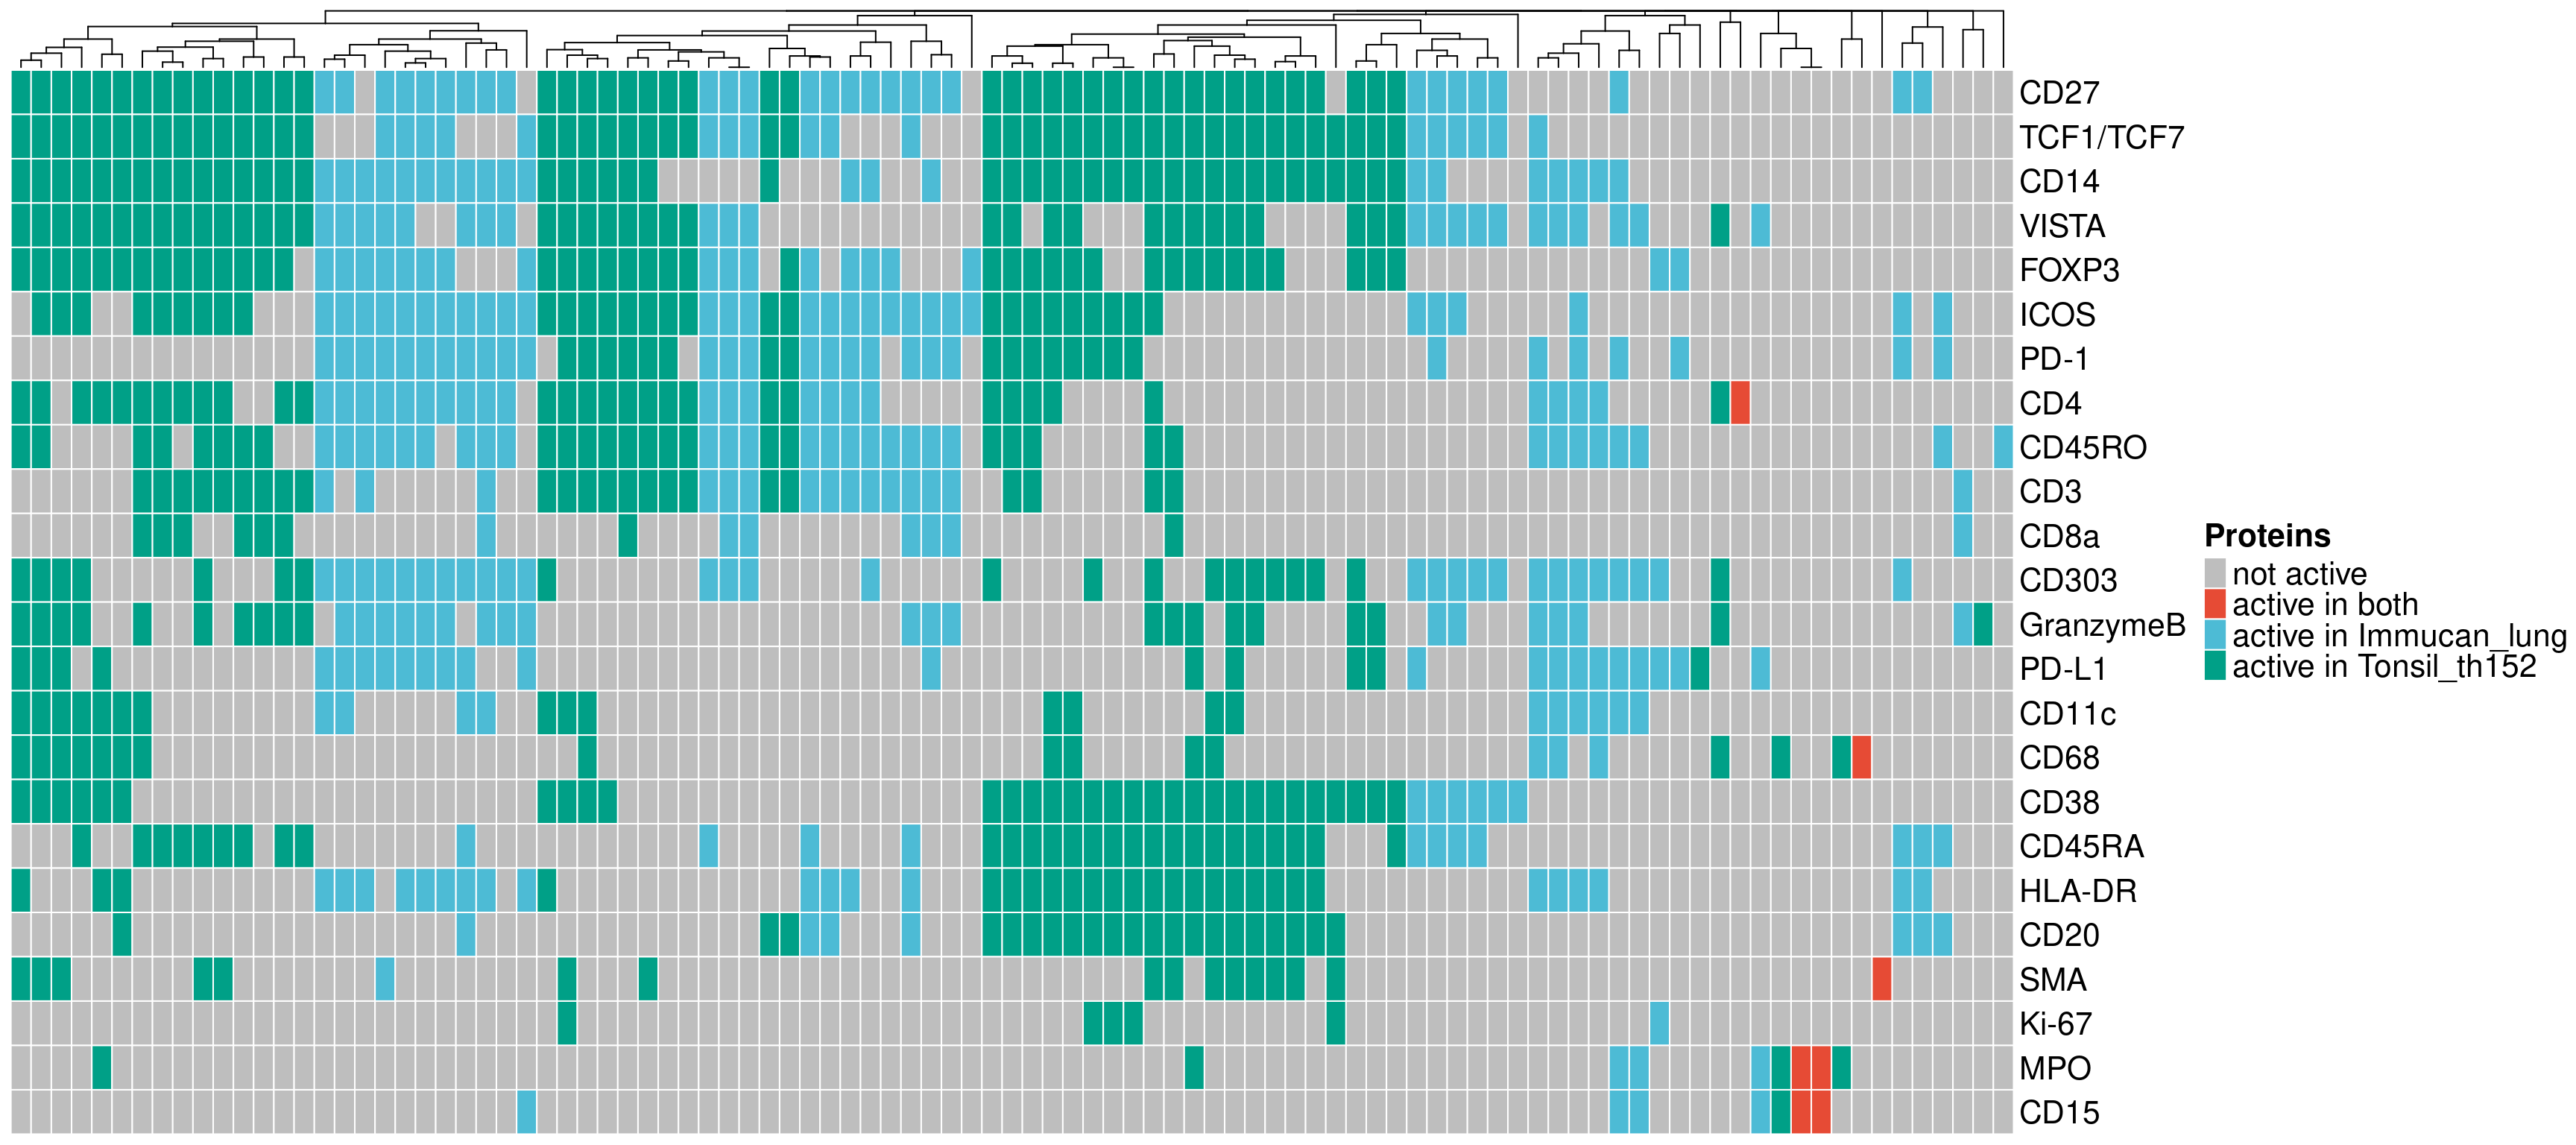 CD27
TCF1/TCF7
CD14
VISTA
FOXP3
ICOS
PD-1
CD4
CD45RO
CD3
CD8a
CD303
GranzymeB
PD-L1
CD11c
CD68
CD38
CD45RA
HLA-DR
CD20
SMA
Ki-67
MPO
CD15
Proteins
not active
active in both
active in Immucan_lung
active in Tonsil_th152